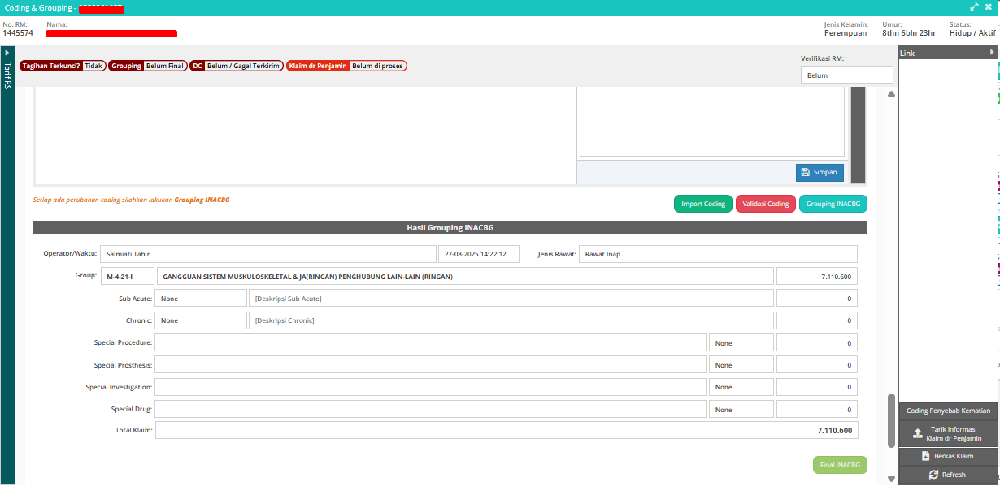 Coding & Grouping -
No. RM: Nama: Jenis Kelamin: Umur: Status:
1445574 Perempuan 8thn 6bln 23hr Hidup / Aktif
Tarif RS
Tagihan Terkunci? Tidak Grouping Belum Final DC Belum / Gagal Terkirim Klaim dr Penjamin Belum di proses
Verifikasi RM:
Belum
Link
Simpan
Setiap ada perubahan coding silahkan lakukan Grouping INACBG
Import Coding Validasi Coding Grouping INACBG
Hasil Grouping INACBG
Operator/Waktu: Salmiati Tahir 27-08-2025 14:22:12 Jenis Rawat: Rawat Inap
Group: M-4-21-I GANGGUAN SISTEM MUSKULOSKELETAL & JA(RINGAN) PENGHUBUNG LAIN-LAIN (RINGAN) 7.110.600
Sub Acute: None [Deskripsi Sub Acute] 0
Chronic: None [Deskripsi Chronic] 0
Special Procedure: None 0
Special Prosthesis: None 0
Special Investigation: None 0
Special Drug: None 0
Total Klaim: 7.110.600
Final INACBG
Coding Penyebab Kematian
Tarik Informasi
Klaim dr Penjamin
Berkas Klaim
Refresh